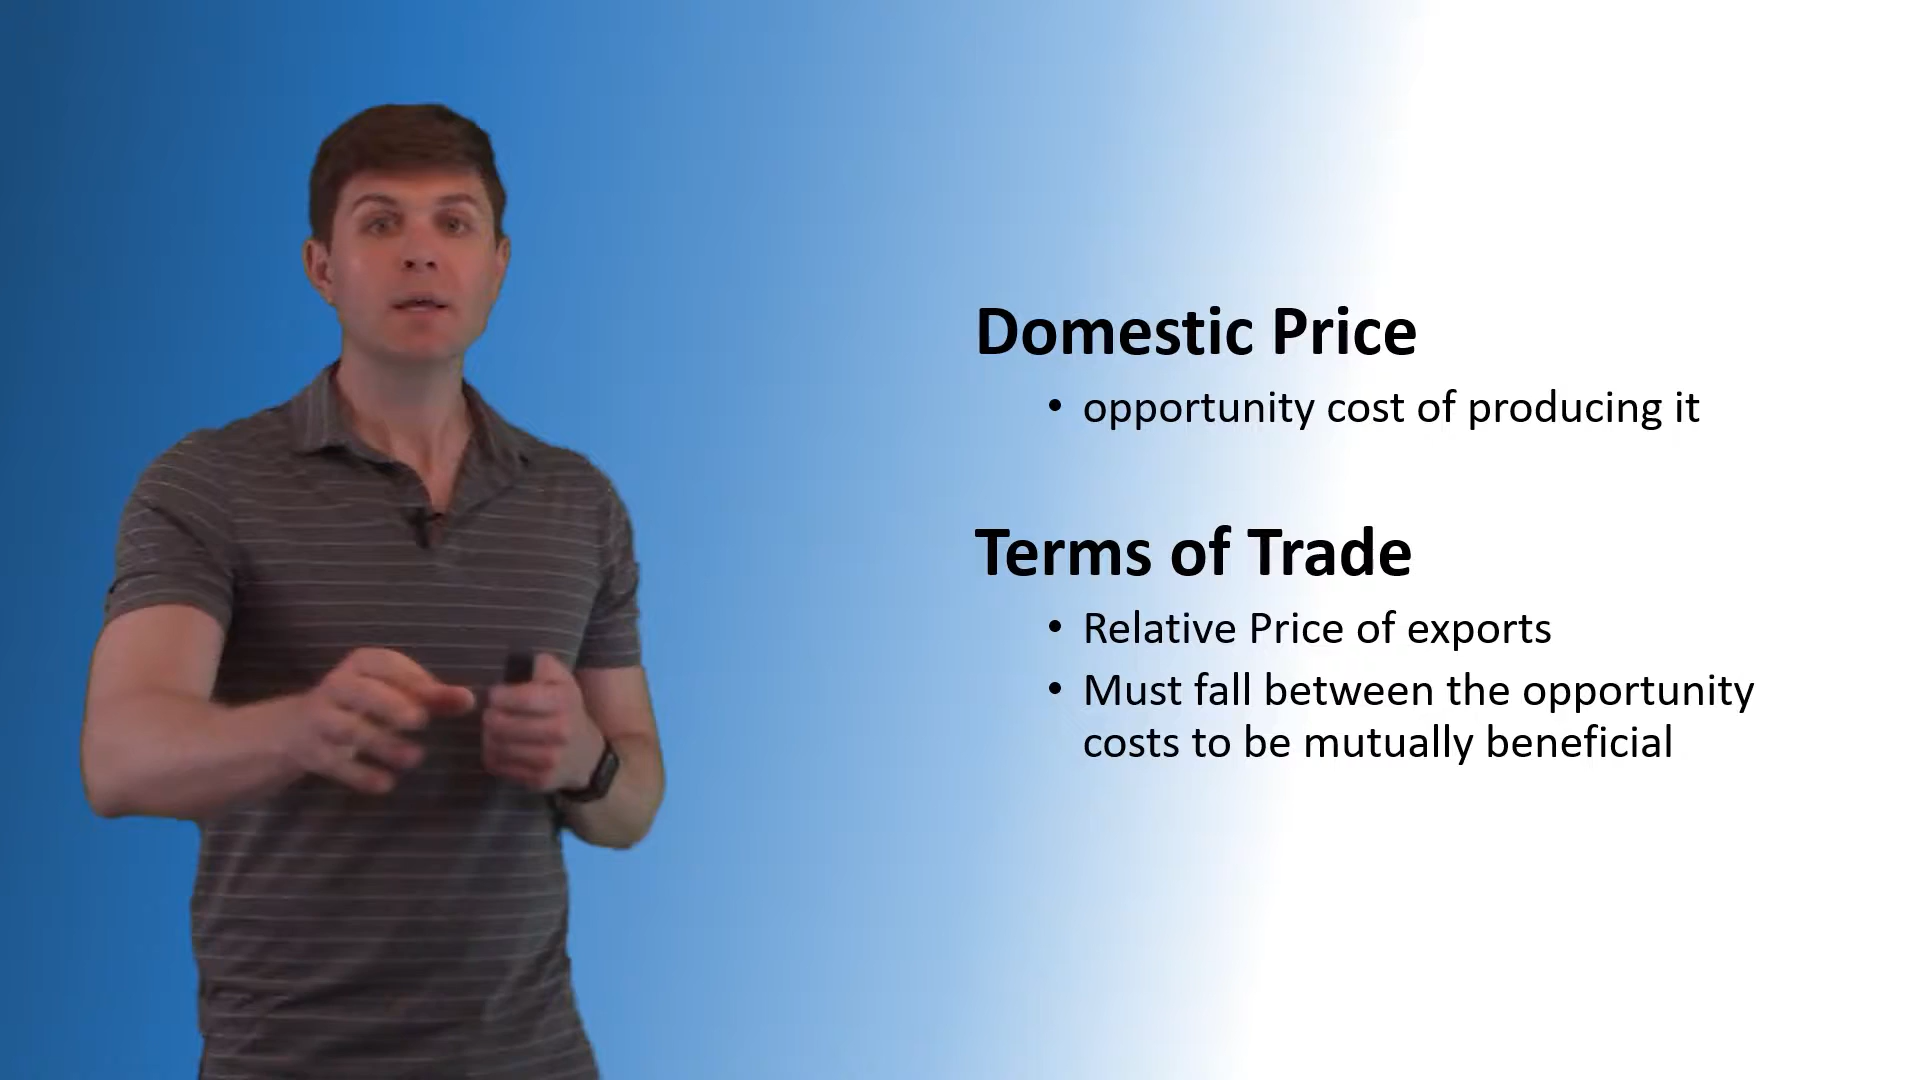 Domestic Price
• opportunity cost of producing it
Terms of Trade
• Relative Price of exports
• Must fall between the opportunity
costs to be mutually beneficial